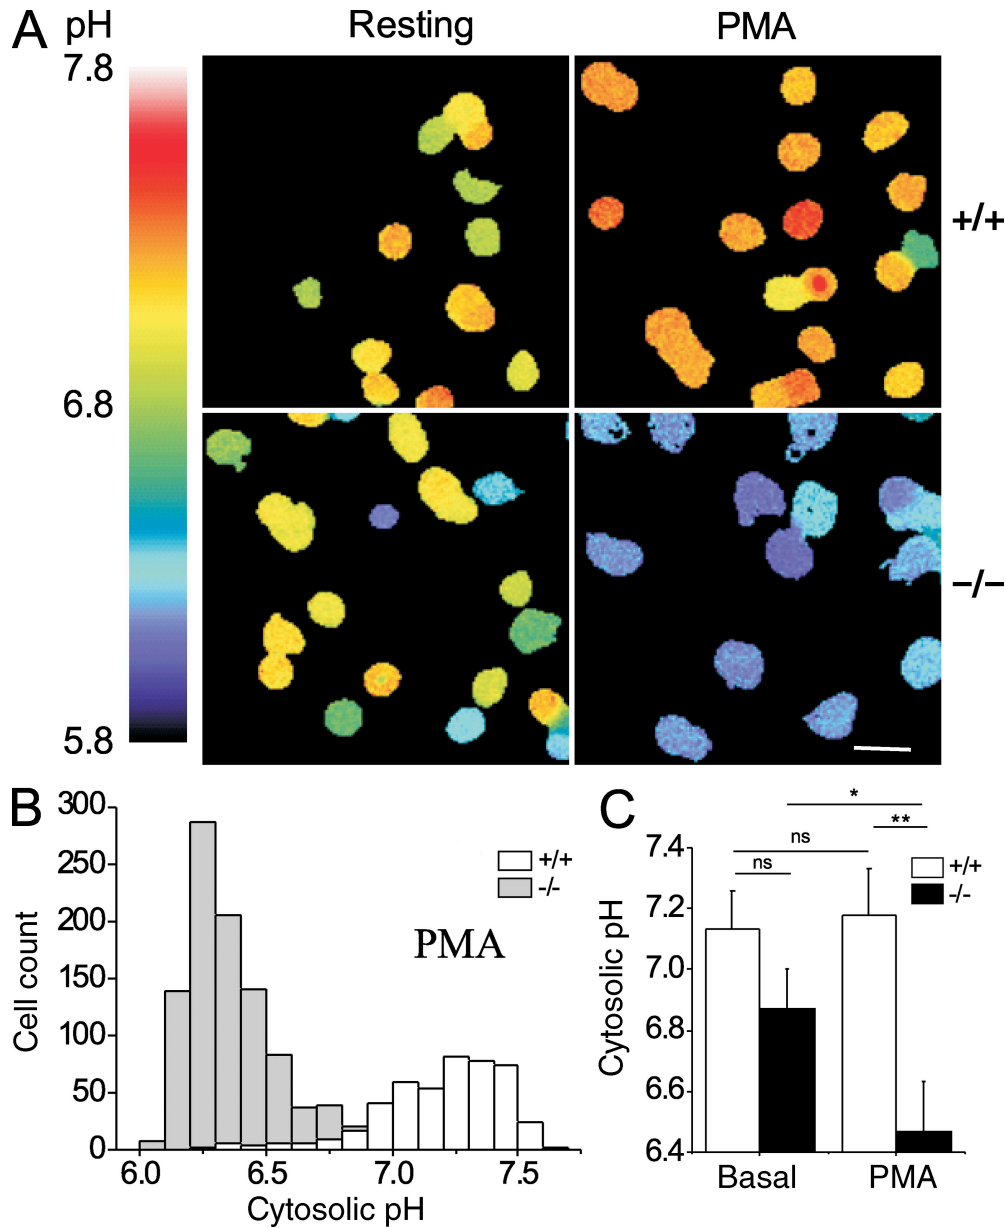 A pH Resting PMA
7.8
6.8
5.8
+/+
−/−
B
300
250
200
150
100
50
0
Cell count
6.0 6.5 7.0 7.5
Cytosolic pH
+/+
-/-
PMA
C
*
**
ns
ns
7.4
7.2
7.0
6.8
6.6
6.4
Cytosolic pH
+/+
-/-
Basal PMA